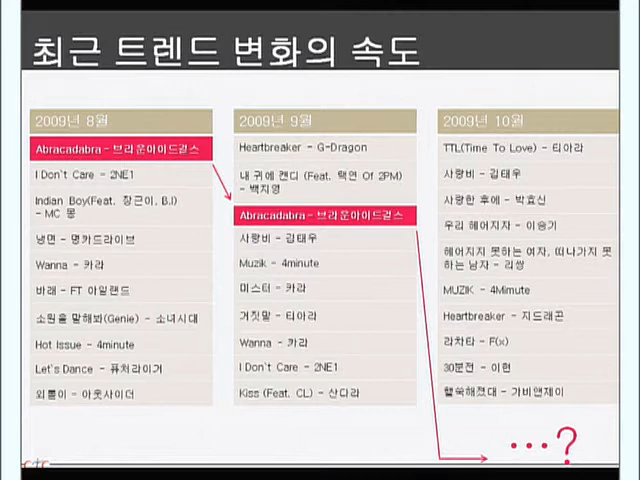 최근 트렌드 변화의 속도
2009년 8월
Abracadabra - 브라운아이드걸스
I Don't Care - 2NE1
Indian Boy(Feat. 장근이, B.I)
- MC 몽
냉면 - 명카드라이브
Wanna - 카라
바래 - FT 아일랜드
소원을 말해봐(Genie) - 소녀시대
Hot Issue - 4minute
Let's Dance - 퓨처라이거
외톨이 - 아웃사이더
2009년 9월
Heartbreaker - G-Dragon
내 귀에 캔디 (Feat. 택연 Of 2PM)
- 백지영
Abracadabra - 브라운아이드걸스
사랑비 - 김태우
Muzik - 4minute
미스터 - 카라
거짓말 - 티아라
Wanna - 카라
I Don't Care - 2NE1
Kiss (Feat. CL) - 산다라
2009년 10월
TTL(Time To Love) - 티아라
사랑비 - 김태우
사랑한 후에 - 박효신
우리 헤어지자 - 이승기
헤어지지 못하는 여자, 떠나가지 못
하는 남자 - 리쌍
MUZIK - 4Mimute
Heartbreaker - 지드래곤
라차타 - F(x)
30분전 - 이현
핼쑥해졌대 - 가비앤제이
...?